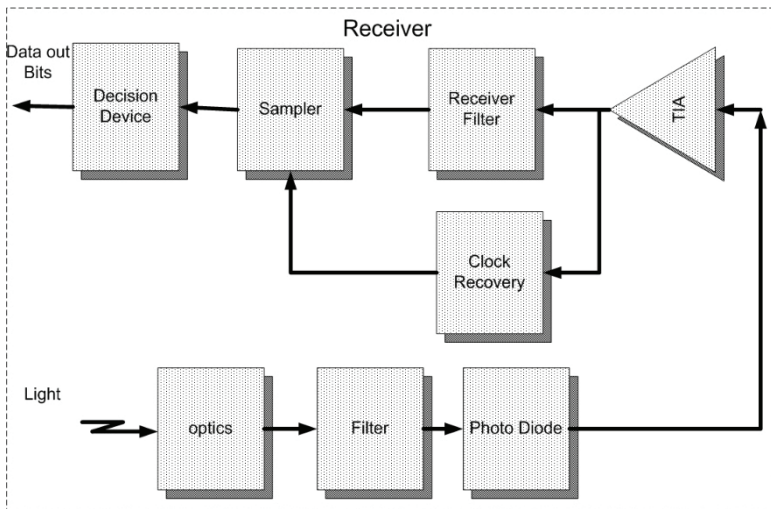 Receiver
Data out
Bits
Decision
Device
Sampler
Receiver
Filter
TIA
Clock
Recovery
Light
optics
Filter
Photo Diode